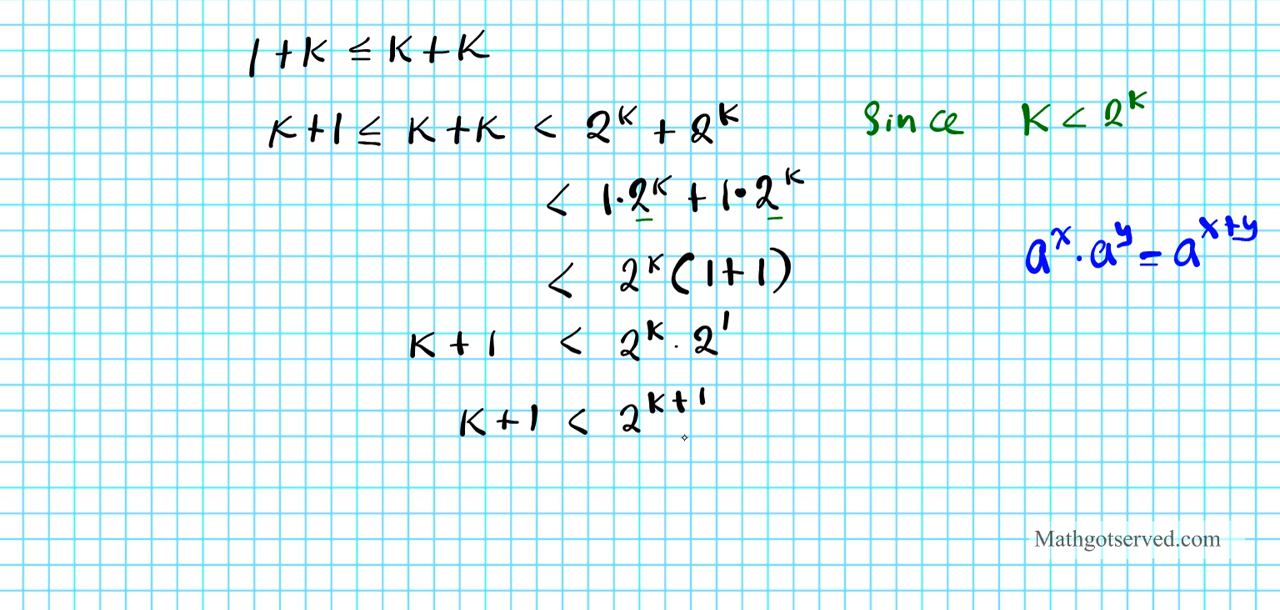 1 + K ≤ K + K
K + 1 ≤ K + K < 2^K + 2^K Since K < 2^K
< 1·2^K + 1·2^K
a^x · a^y = a^{x+y}
< 2^K (1 + 1)
K + 1 < 2^K · 2^1
K + 1 < 2^{K+1}
Mathgotserved.com